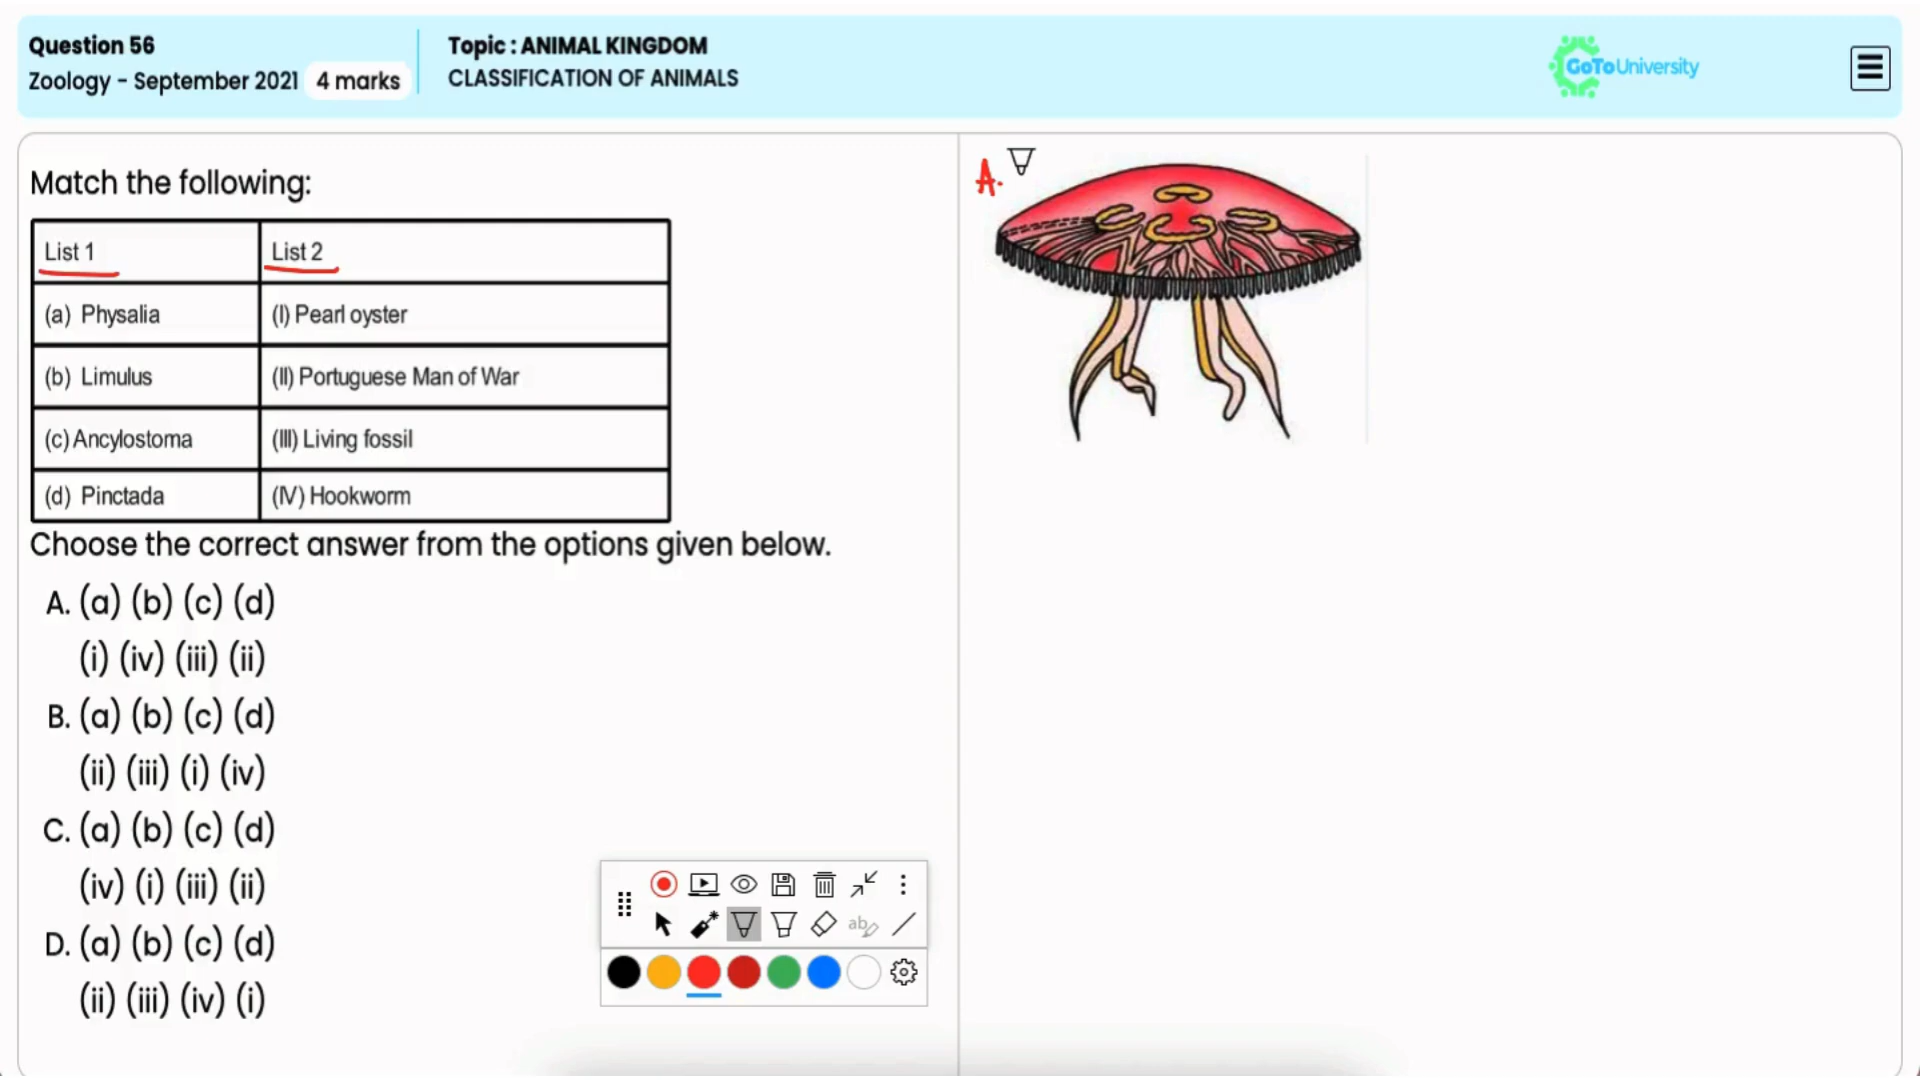 Question 56
Zoology - September 2021 4 marks
Topic : ANIMAL KINGDOM
CLASSIFICATION OF ANIMALS
GoToUniversity
Match the following:
List 1 List 2
(a) Physalia (I) Pearl oyster
(b) Limulus (II) Portuguese Man of War
(c) Ancylostoma (III) Living fossil
(d) Pinctada (IV) Hookworm
Choose the correct answer from the options given below.
A. (a) (b) (c) (d)
(i) (iv) (iii) (ii)
B. (a) (b) (c) (d)
(ii) (iii) (i) (iv)
C. (a) (b) (c) (d)
(iv) (i) (iii) (ii)
D. (a) (b) (c) (d)
(ii) (iii) (iv) (i)
A.
ab